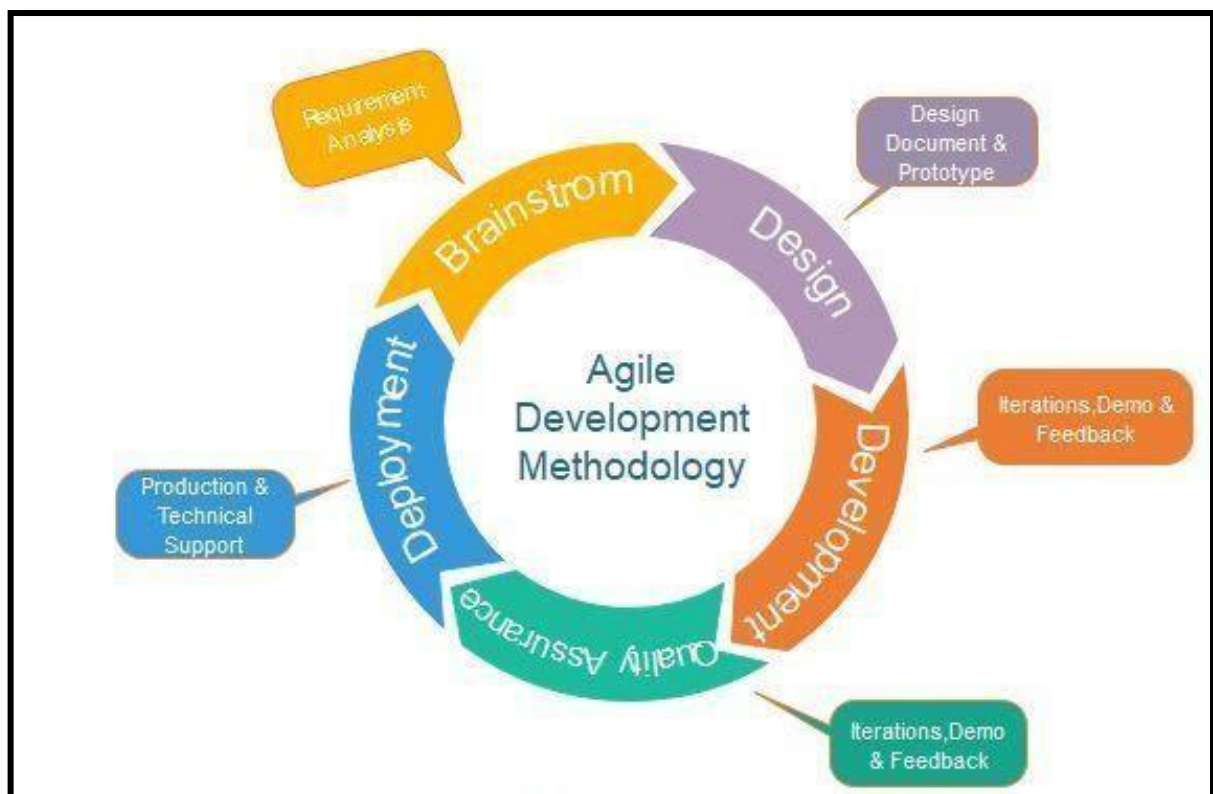 Requirement
Analysis
Brainstrom
Design
Document &
Prototype
Design
Iterations,Demo &
Feedback
Development
Iterations,Demo
& Feedback
Quality Assurance
Production &
Technical
Support
Deployment
Agile
Development
Methodology